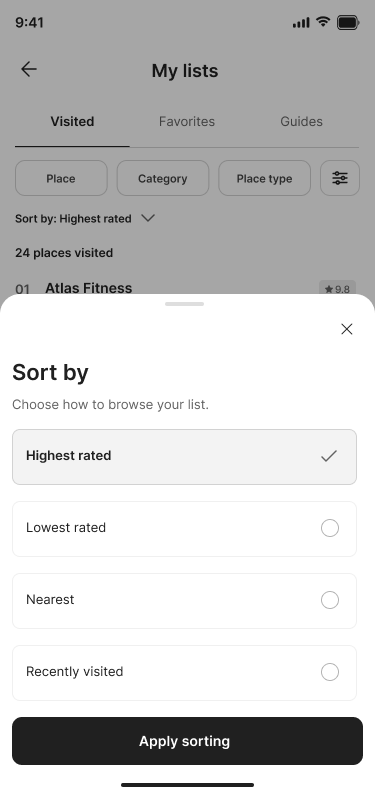 9:41
My lists
Visited Favorites Guides
Place Category Place type
Sort by: Highest rated
24 places visited
01 Atlas Fitness 9.8
Sort by
Choose how to browse your list.
Highest rated
Lowest rated
Nearest
Recently visited
Apply sorting